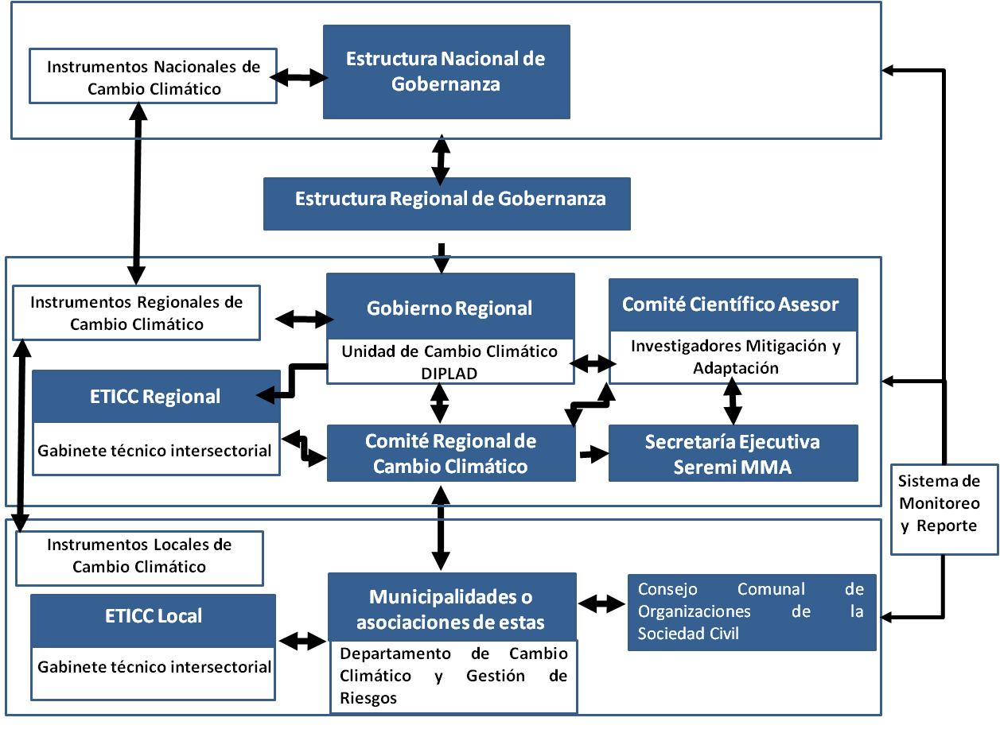 Instrumentos Nacionales de
Cambio Climático
Estructura Nacional de
Gobernanza
Estructura Regional de Gobernanza
Instrumentos Regionales de
Cambio Climático
Gobierno Regional
Unidad de Cambio Climático
DIPLAD
Comité Científico Asesor
Investigadores Mitigación y
Adaptación
ETICC Regional
Gabinete técnico intersectorial
Comité Regional de
Cambio Climático
Secretaría Ejecutiva
Seremi MMA
Sistema de
Monitoreo
y Reporte
Instrumentos Locales de
Cambio Climático
ETICC Local
Gabinete técnico intersectorial
Municipalidades o
asociaciones de estas
Departamento de Cambio
Climático y Gestión de
Riesgos
Consejo Comunal de
Organizaciones de la
Sociedad Civil